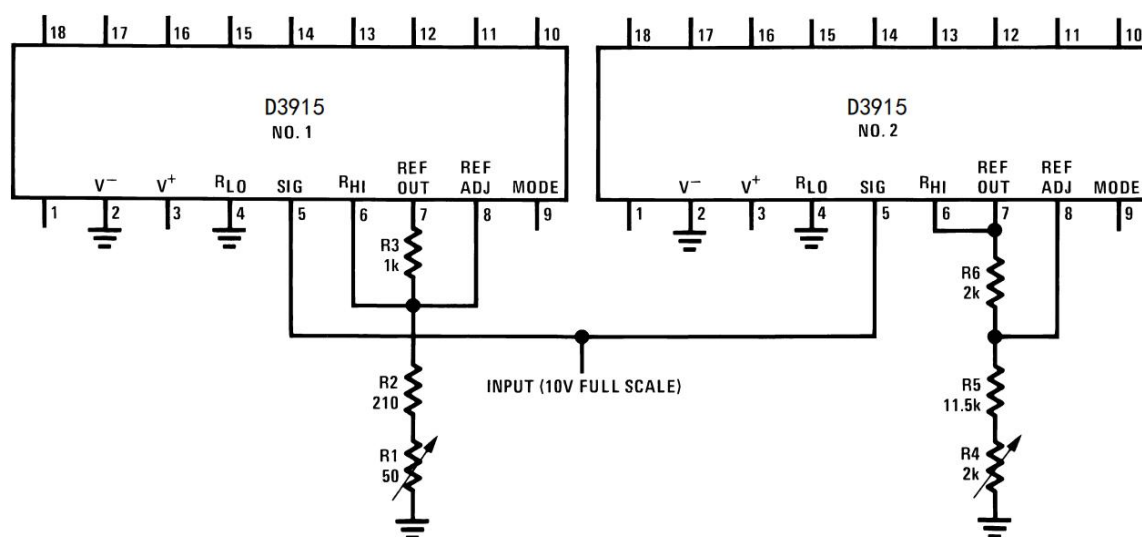 18 17 16 15 14 13 12 11 10
D3915
NO. 1
V− V+ RLO SIG RHI REF OUT REF ADJ MODE
1 2 3 4 5 6 7 8 9
R3
1k
R2
210
R1
50
18 17 16 15 14 13 12 11 10
D3915
NO. 2
V− V+ RLO SIG RHI REF OUT REF ADJ MODE
1 2 3 4 5 6 7 8 9
R6
2k
R5
11.5k
R4
2k
INPUT (10V FULL SCALE)